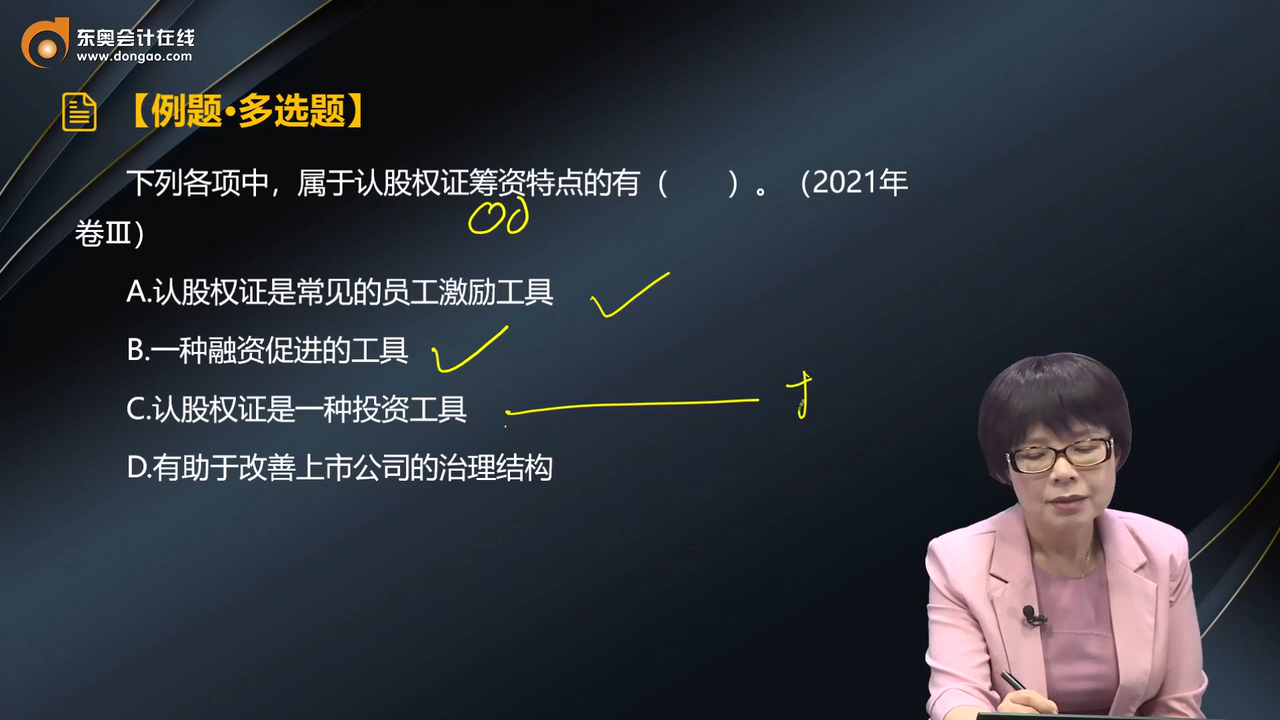 东奥会计在线
www.dongao.com
【例题•多选题】
下列各项中，属于认股权证筹资特点的有（　　）。（2021年
卷Ⅲ）
A.认股权证是常见的员工激励工具
B.一种融资促进的工具
C.认股权证是一种投资工具
D.有助于改善上市公司的治理结构